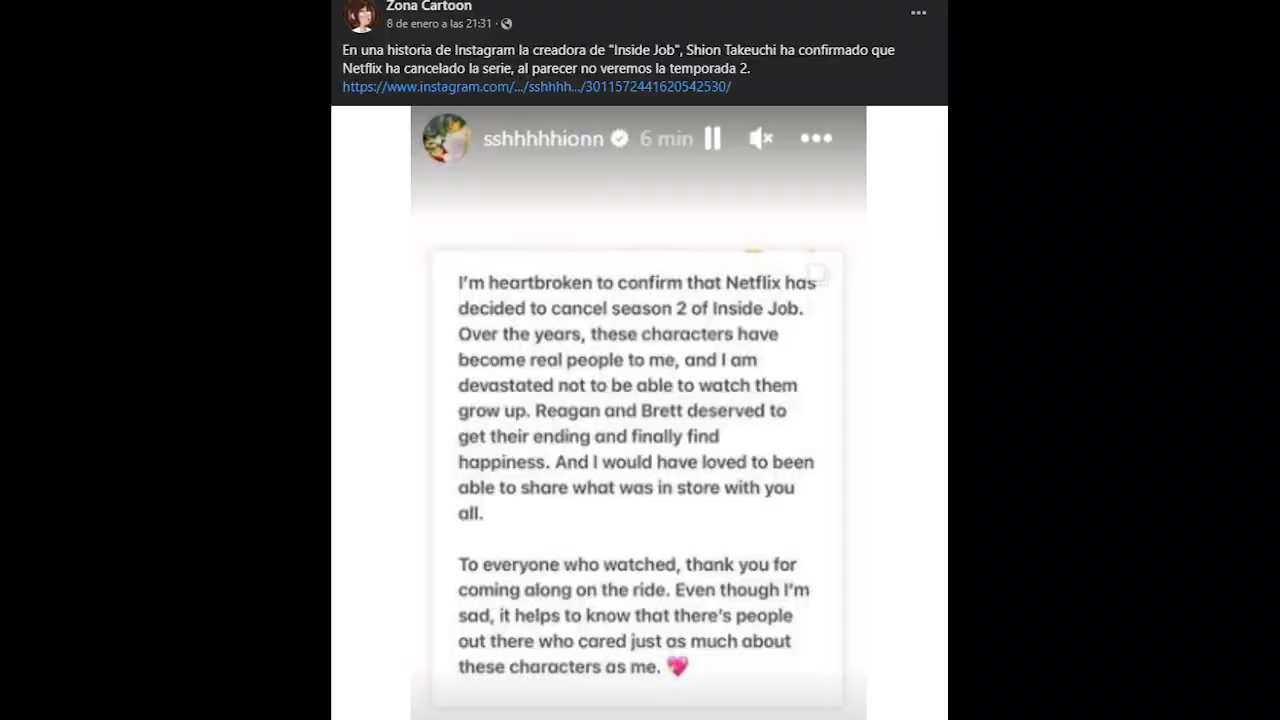 Zona Cartoon
8 de enero a las 21:31 ·
En una historia de Instagram la creadora de "Inside Job", Shion Takeuchi ha confirmado que
Netflix ha cancelado la serie, al parecer no veremos la temporada 2.
https://www.instagram.com/.../sshhhh.../3011572441620542530/
sshhhhhionn 6 min
I'm heartbroken to confirm that Netflix has
decided to cancel season 2 of Inside Job.
Over the years, these characters have
become real people to me, and I am
devastated not to be able to watch them
grow up. Reagan and Brett deserved to
get their ending and finally find
happiness. And I would have loved to been
able to share what was in store with you
all.
To everyone who watched, thank you for
coming along on the ride. Even though I'm
sad, it helps to know that there's people
out there who cared just as much about
these characters as me. 💖